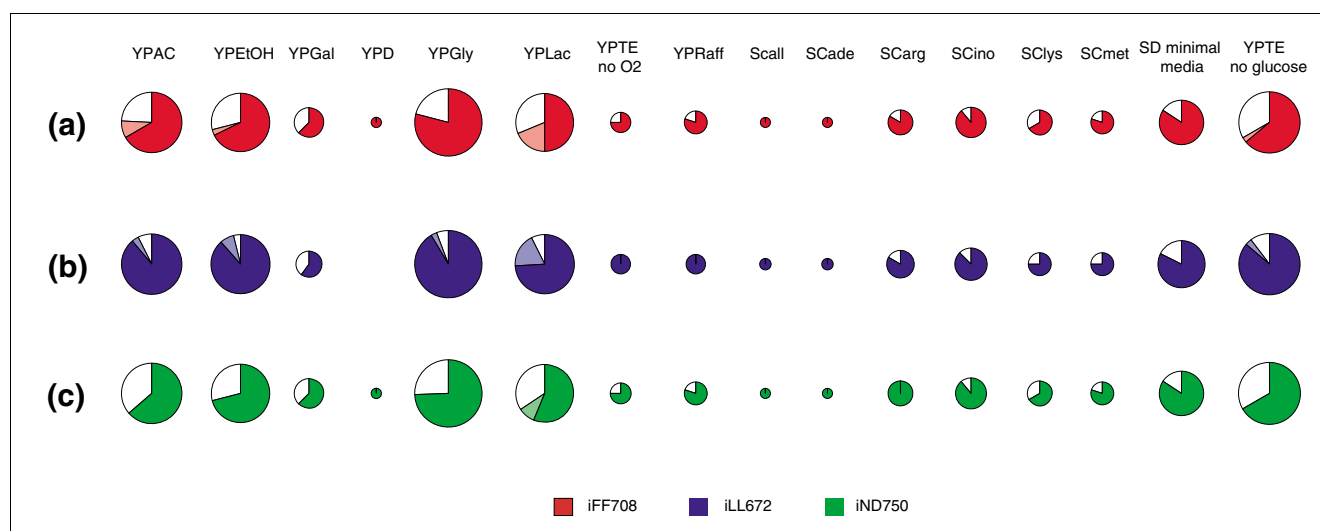 YPAC YPEtOH YPGal YPD YPGly YPLac YPTE no O2 YPRaff Scall SCade SCarg SCino SClys SCmet SD minimal media YPTE no glucose
(a)
(b)
(c)
iFF708 iLL672 iND750